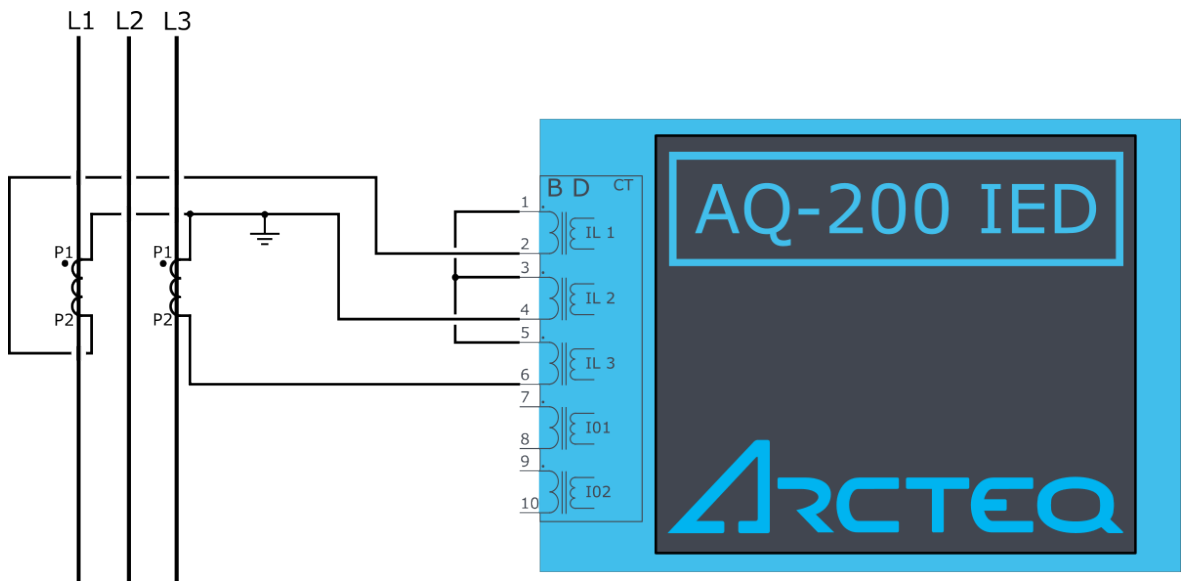 L1 L2 L3
B D CT
AQ-200 IED
1
IL 1
2
P1 P1
3
IL 2
P2 P2
4
5
IL 3
6
7
I01
8
9
I02
10
ARCTEQ